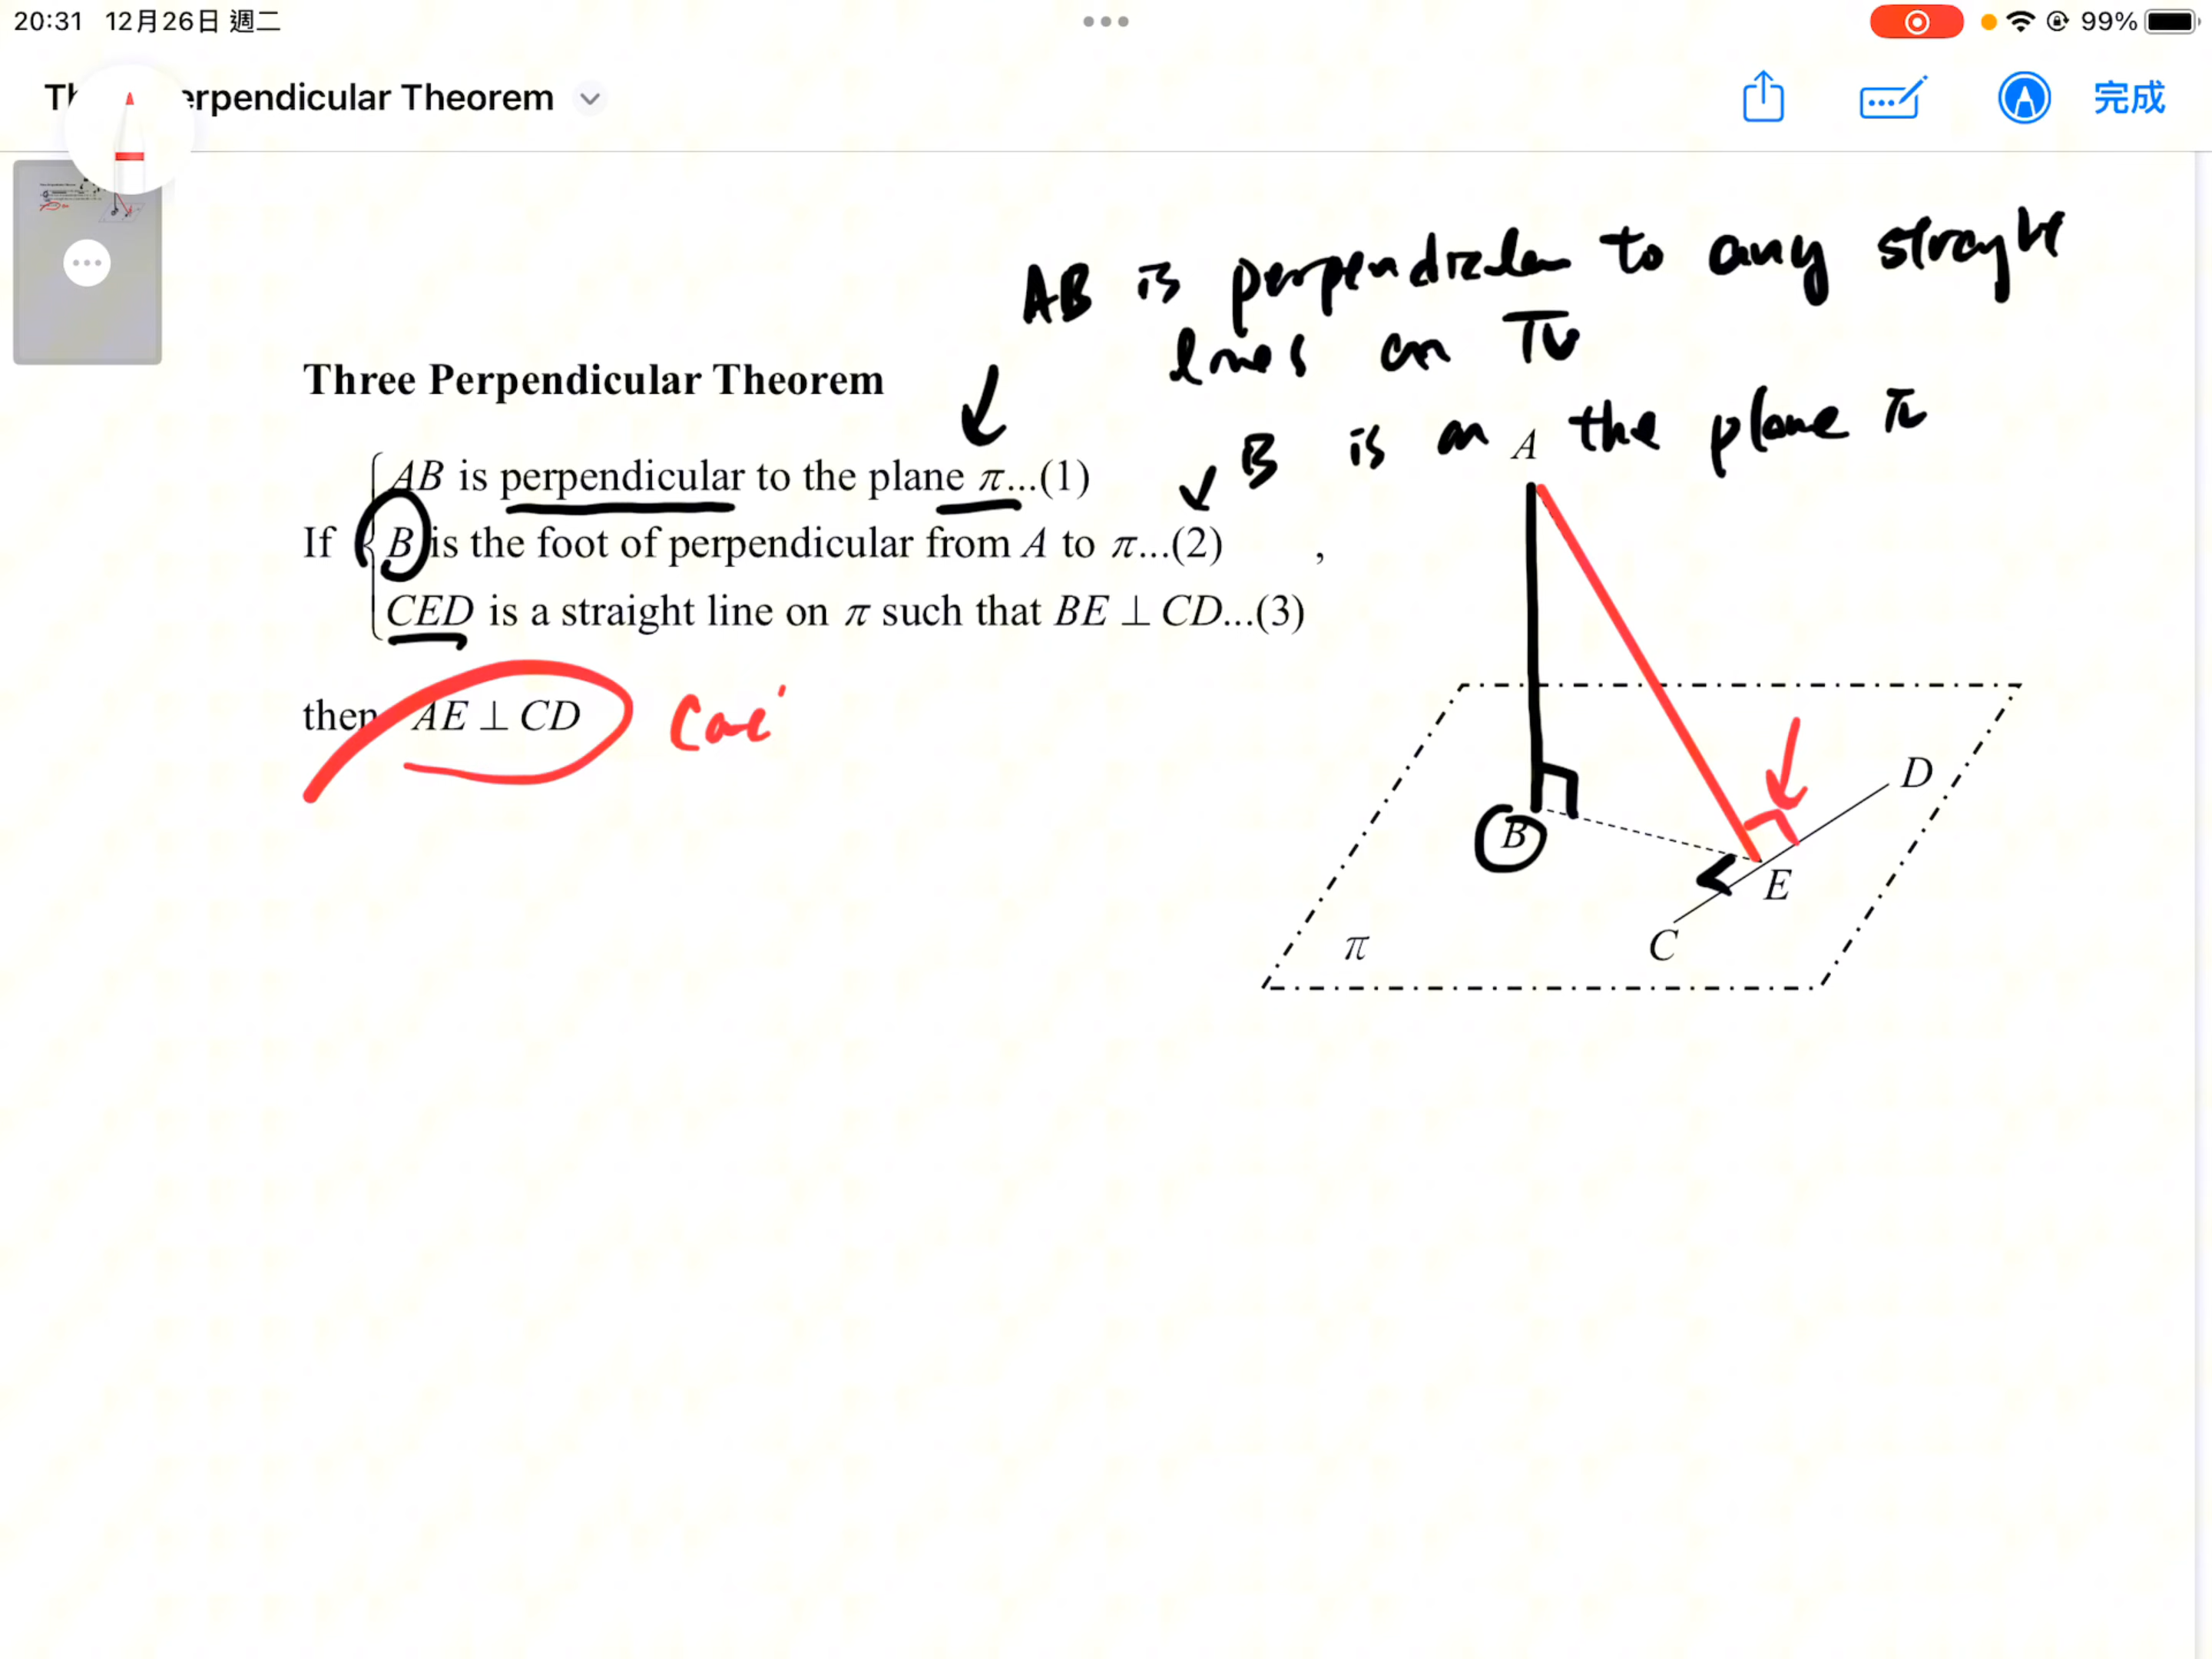 20:31 12月26日 週二
99%
Th erpendicular Theorem
完成
AB is perpendicular to any straight
lines on π
Three Perpendicular Theorem
B is on the plane π
A
AB is perpendicular to the plane π...(1)
If B is the foot of perpendicular from A to π...(2) ,
CED is a straight line on π such that BE ⊥ CD...(3)
then AE ⊥ CD
D
B
E
C
π